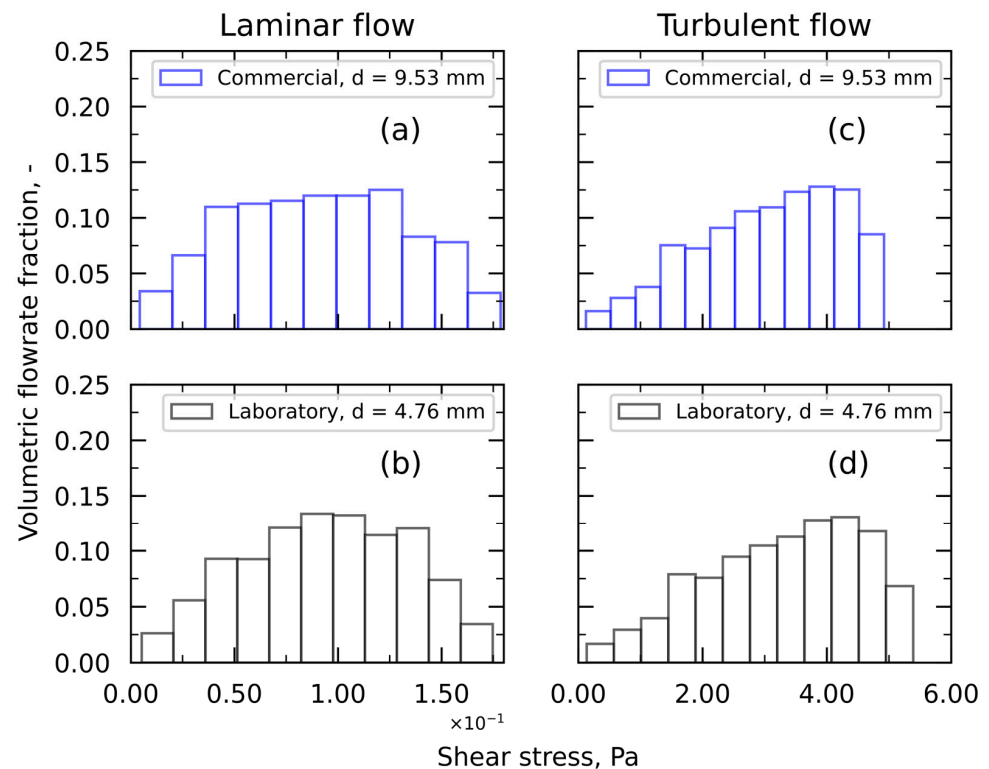 Laminar flow
Turbulent flow
0.25
0.20
0.15
0.10
0.05
0.00
Commercial, d = 9.53 mm
(a)
Commercial, d = 9.53 mm
(c)
Volumetric flowrate fraction, -
0.25
0.20
0.15
0.10
0.05
0.00
Laboratory, d = 4.76 mm
(b)
Laboratory, d = 4.76 mm
(d)
0.00 0.50 1.00 1.50
×10⁻¹
0.00 2.00 4.00 6.00
Shear stress, Pa